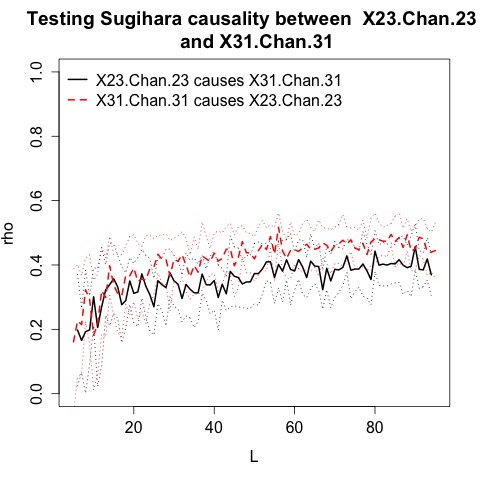 Testing Sugihara causality between X23.Chan.23
and X31.Chan.31
X23.Chan.23 causes X31.Chan.31
X31.Chan.31 causes X23.Chan.23
rho
1.0
0.8
0.6
0.4
0.2
0.0
20 40 60 80
L